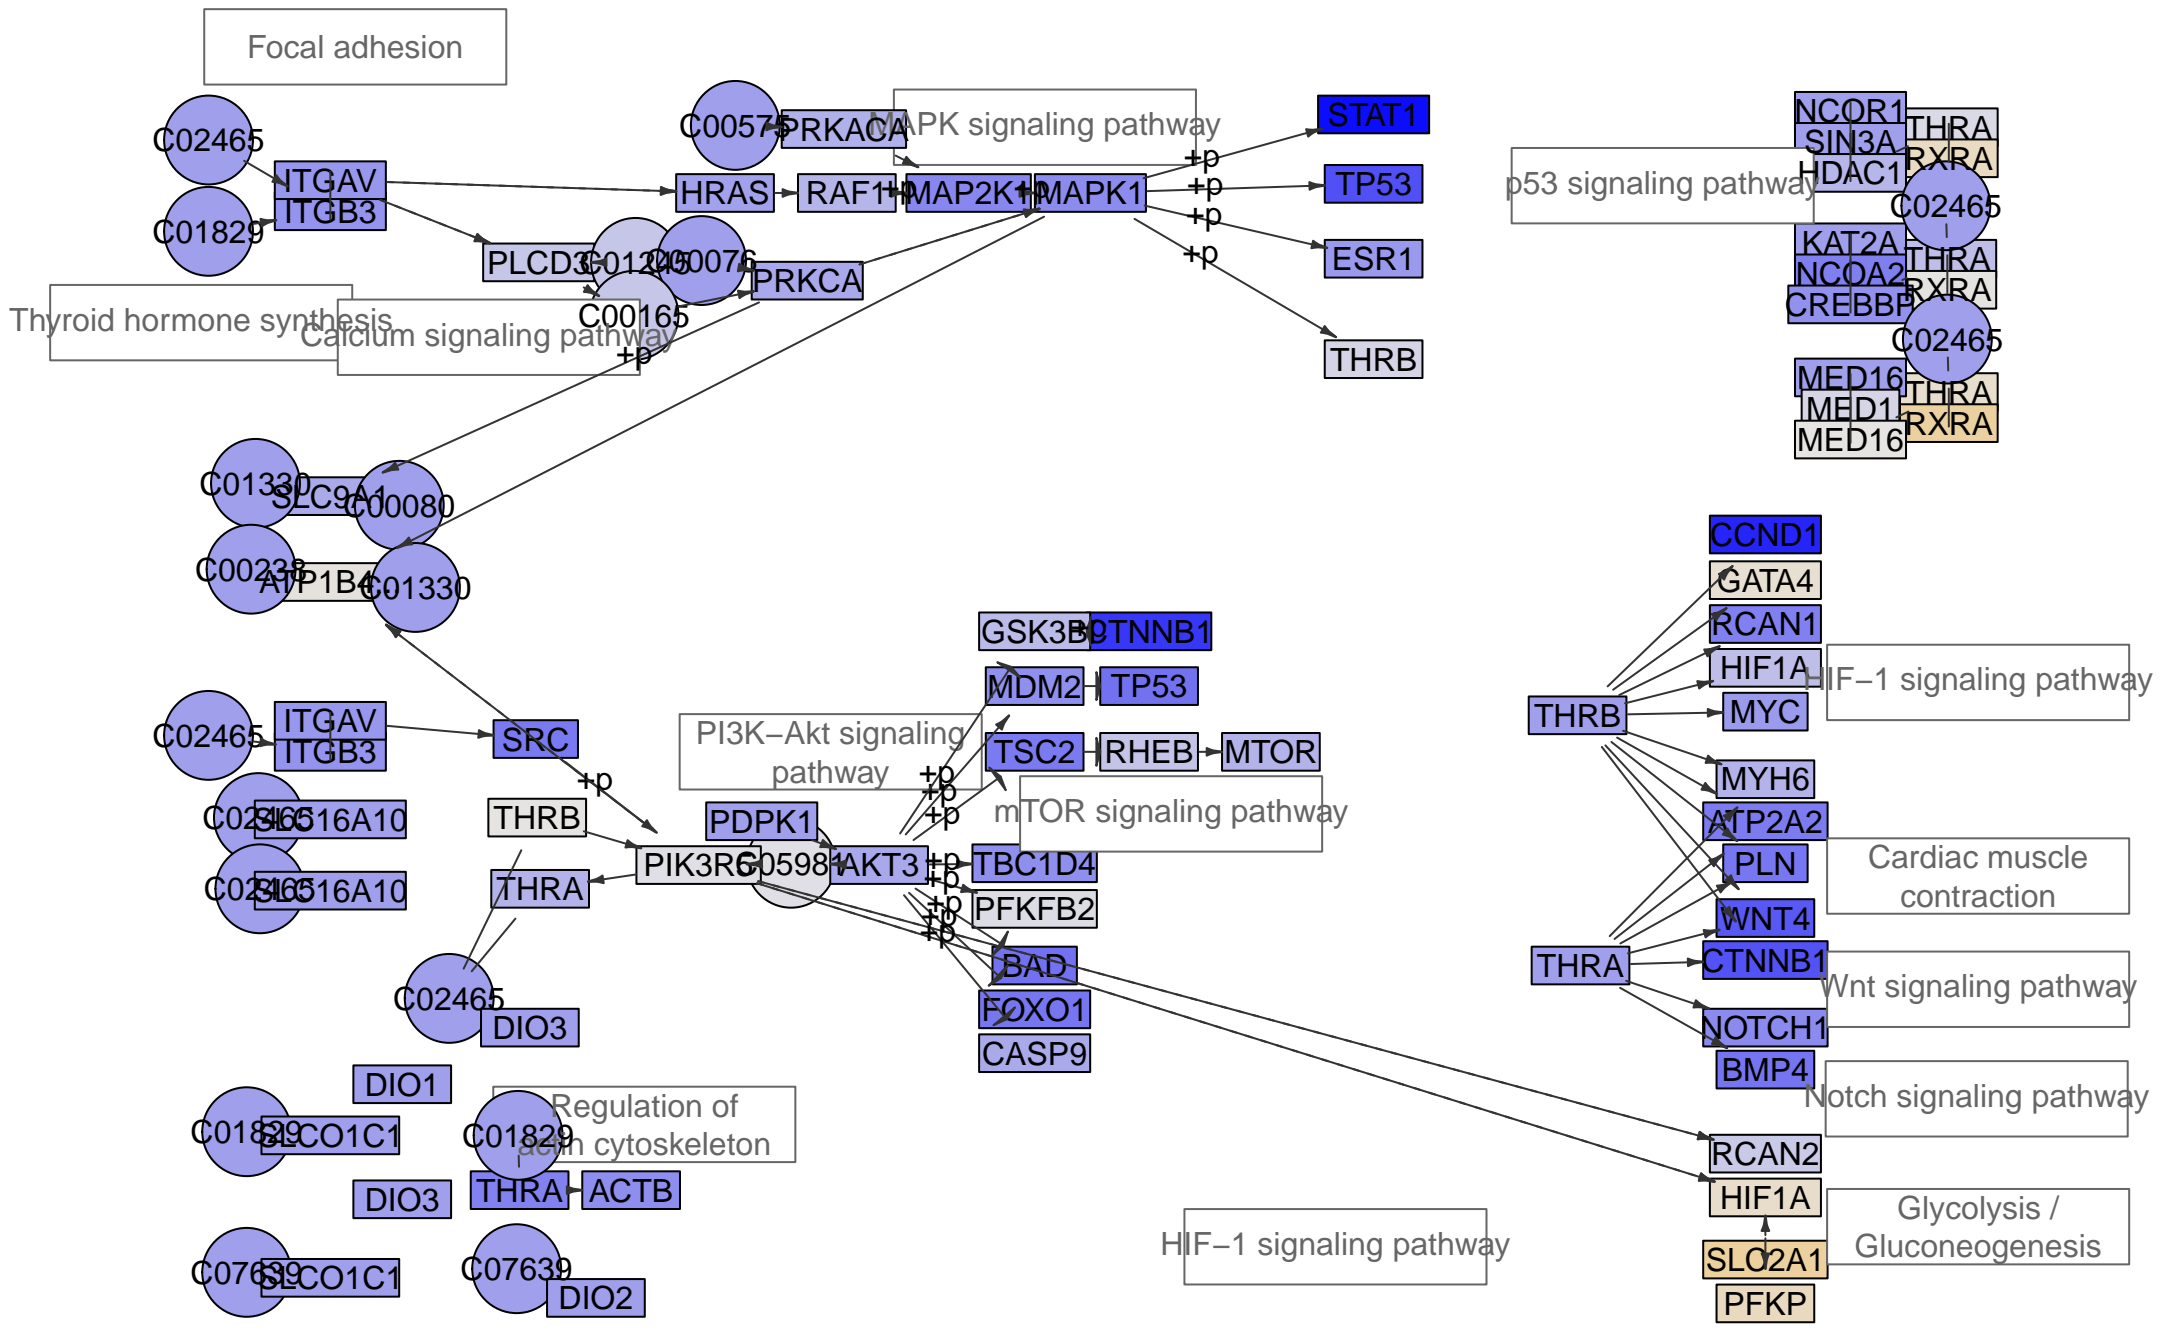 Focal adhesion
C02465
ITGAV
ITGB3
C01829
C00575
PRKACA
MAPK signaling pathway
HRAS
RAF1
+p
MAP2K1
+p
MAPK1
+p
+p
+p
+p
STAT1
TP53
ESR1
THRB
PLCD3
C01245
C00076
C00165
PRKCA
Thyroid hormone synthesis
Calcium signaling pathway
+p
p53 signaling pathway
NCOR1
SIN3A
HDAC1
THRA
RXRA
C02465
KAT2A
NCOA2
CREBBP
THRA
RXRA
C02465
MED16
MED1
MED16
THRA
RXRA
C01330
SLC9A1
C00080
C00238
ATP1B4...
C01330
GSK3B
+p
CTNNB1
MDM2
TP53
TSC2
RHEB
MTOR
PI3K−Akt signaling
pathway
mTOR signaling pathway
C02465
ITGAV
ITGB3
SRC
+p
C02465
SLC16A10
C02465
SLC16A10
THRB
THRA
PIK3R6
C05981
PDPK1
AKT3
+p
+p
+p
+p
+p
+p
+p
+p
TBC1D4
PFKFB2
BAD
FOXO1
CASP9
C02465
DIO3
DIO1
C01829
SLCO1C1
DIO3
C07639
SLCO1C1
Regulation of
actin cytoskeleton
C01829
THRA
ACTB
C07639
DIO2
HIF−1 signaling pathway
CCND1
GATA4
RCAN1
HIF1A
HIF−1 signaling pathway
THRB
MYC
MYH6
ATP2A2
PLN
Cardiac muscle
contraction
WNT4
THRA
CTNNB1
Wnt signaling pathway
NOTCH1
BMP4
Notch signaling pathway
RCAN2
HIF1A
Glycolysis /
Gluconeogenesis
SLC2A1
PFKP